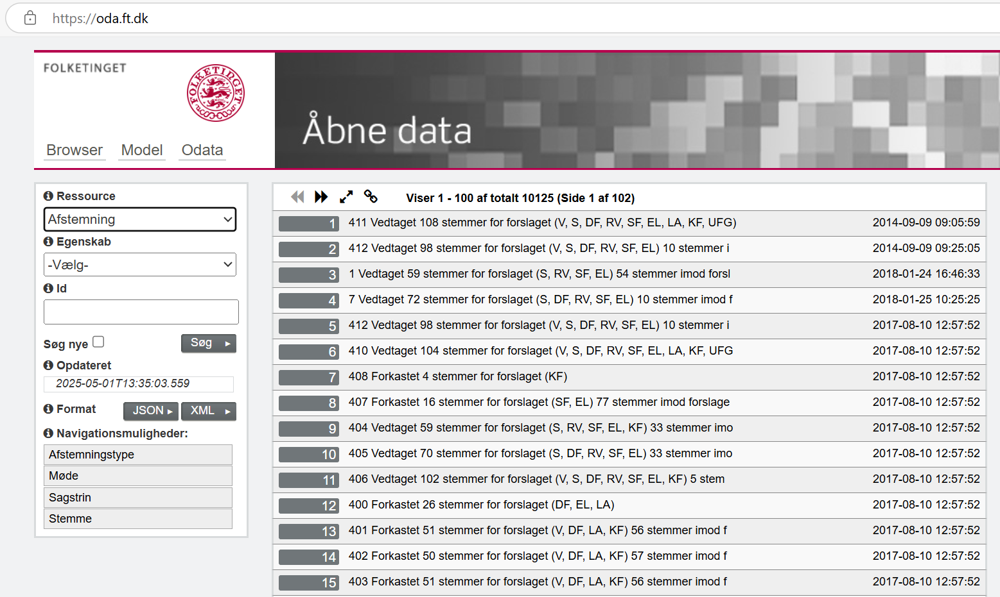 https://oda.ft.dk
FOLKETINGET
FOLKETINGET
Åbne data
Browser Model Odata
Ressource
Afstemning
Egenskab
-Vælg-
Id
Søg nye Søg
Opdateret
2025-05-01T13:35:03.559
Format JSON XML
Navigationsmuligheder:
Afstemningstype
Møde
Sagstrin
Stemme
Viser 1 - 100 af totalt 10125 (Side 1 af 102)
1 411 Vedtaget 108 stemmer for forslaget (V, S, DF, RV, SF, EL, LA, KF, UFG) 2014-09-09 09:05:59
2 412 Vedtaget 98 stemmer for forslaget (V, S, DF, RV, SF, EL) 10 stemmer i 2014-09-09 09:25:05
3 1 Vedtaget 59 stemmer for forslaget (S, RV, SF, EL) 54 stemmer imod forsl 2018-01-24 16:46:33
4 7 Vedtaget 72 stemmer for forslaget (S, DF, RV, SF, EL) 10 stemmer imod f 2018-01-25 10:25:25
5 412 Vedtaget 98 stemmer for forslaget (V, S, DF, RV, SF, EL) 10 stemmer i 2017-08-10 12:57:52
6 410 Vedtaget 104 stemmer for forslaget (V, S, DF, RV, SF, EL, LA, KF, UFG 2017-08-10 12:57:52
7 408 Forkastet 4 stemmer for forslaget (KF) 2017-08-10 12:57:52
8 407 Forkastet 16 stemmer for forslaget (SF, EL) 77 stemmer imod forslage 2017-08-10 12:57:52
9 404 Vedtaget 59 stemmer for forslaget (S, RV, SF, EL, KF) 33 stemmer imo 2017-08-10 12:57:52
10 405 Vedtaget 70 stemmer for forslaget (S, DF, RV, SF, EL) 33 stemmer imo 2017-08-10 12:57:52
11 406 Vedtaget 102 stemmer for forslaget (V, S, DF, RV, SF, EL, KF) 5 stem 2017-08-10 12:57:52
12 400 Forkastet 26 stemmer for forslaget (DF, EL, LA) 2017-08-10 12:57:52
13 401 Forkastet 51 stemmer for forslaget (V, DF, LA, KF) 56 stemmer imod f 2017-08-10 12:57:52
14 402 Forkastet 50 stemmer for forslaget (V, DF, LA, KF) 57 stemmer imod f 2017-08-10 12:57:52
15 403 Forkastet 51 stemmer for forslaget (V, DF, LA, KF) 56 stemmer imod f 2017-08-10 12:57:52